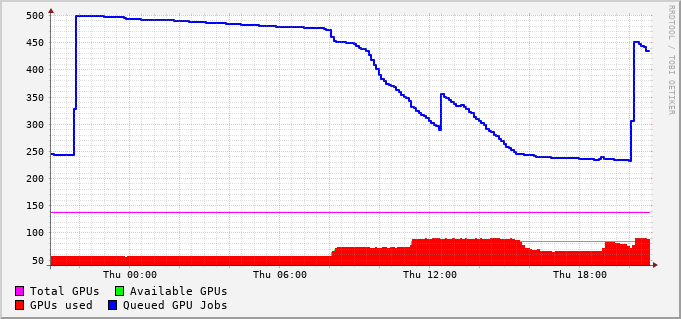 500
450
400
350
300
250
200
150
100
50
Thu 00:00 Thu 06:00 Thu 12:00 Thu 18:00
Total GPUs Available GPUs
GPUs used Queued GPU Jobs
RRDTOOL / TOBI OETIKER